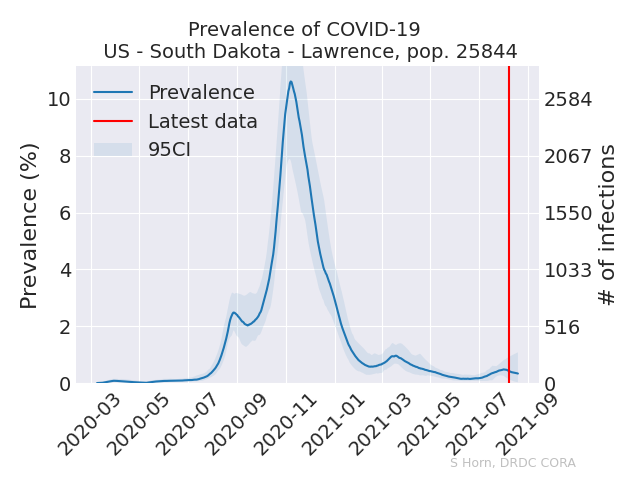 Prevalence of COVID-19
US - South Dakota - Lawrence, pop. 25844
Prevalence
Latest data
95CI
Prevalence (%)
10
8
6
4
2
0
2584
2067
1550
1033
516
0
# of infections
2020-03
2020-05
2020-07
2020-09
2020-11
2021-01
2021-03
2021-05
2021-07
2021-09
S Horn, DRDC CORA